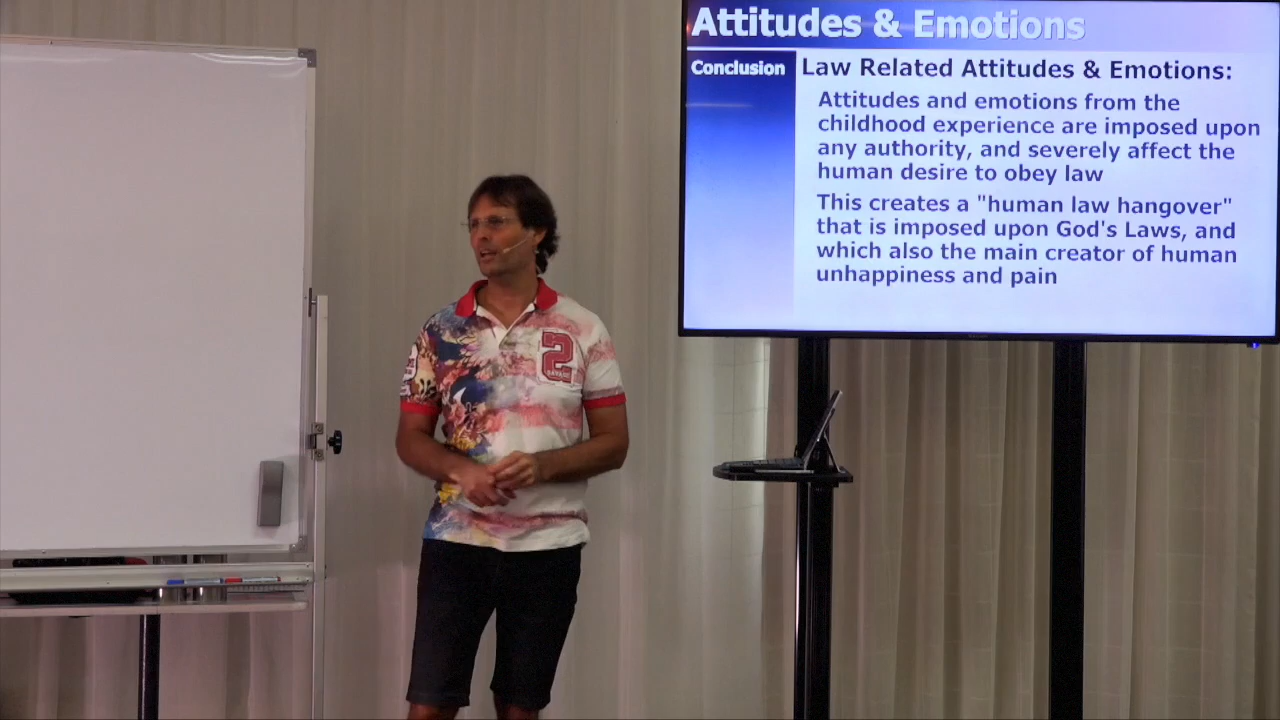 Attitudes & Emotions
Conclusion
Law Related Attitudes & Emotions:
Attitudes and emotions from the
childhood experience are imposed upon
any authority, and severely affect the
human desire to obey law
This creates a "human law hangover"
that is imposed upon God's Laws, and
which also the main creator of human
unhappiness and pain
2